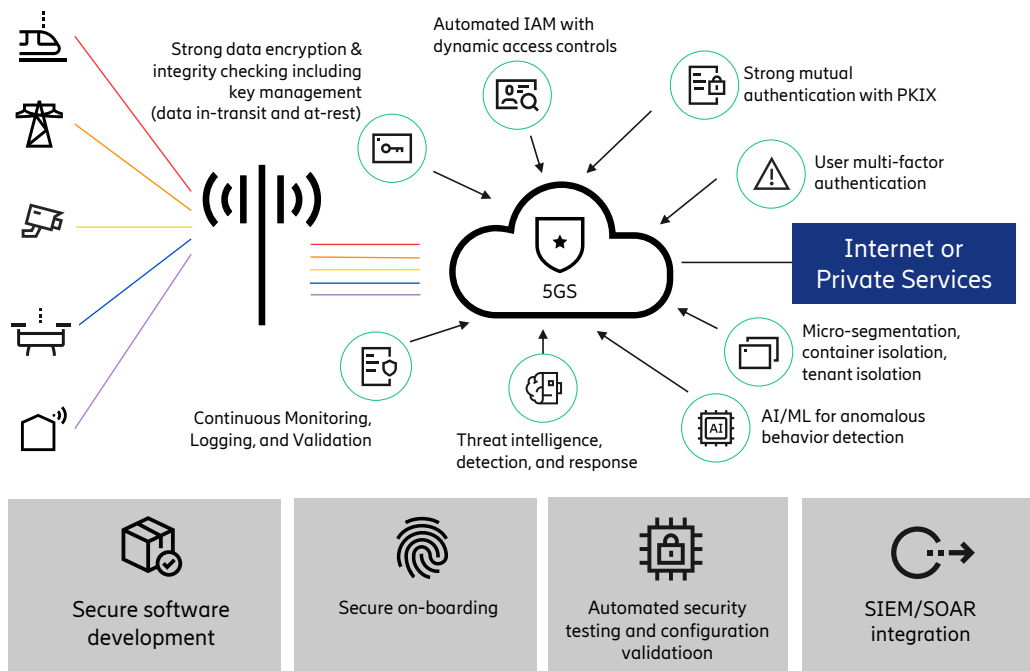 Automated IAM with
dynamic access controls
Strong data encryption &
integrity checking including
key management
(data in-transit and at-rest)
Strong mutual
authentication with PKIX
User multi-factor
authentication
Internet or
Private Services
5GS
Micro-segmentation,
container isolation,
tenant isolation
AI
AI/ML for anomalous
behavior detection
Continuous Monitoring,
Logging, and Validation
Threat intelligence,
detection, and response
Secure software
development
Secure on-boarding
Automated security
testing and configuration
validatioon
SIEM/SOAR
integration